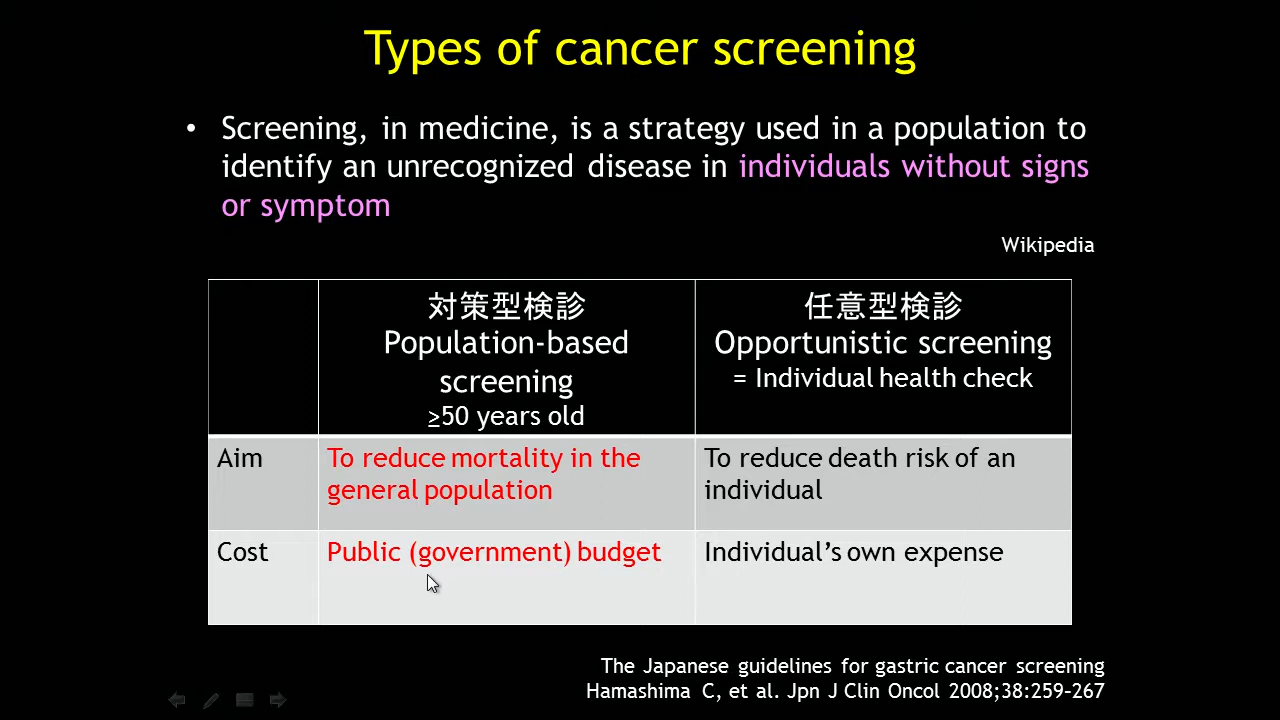 Types of cancer screening
• Screening, in medicine, is a strategy used in a population to
identify an unrecognized disease in individuals without signs
or symptom
Wikipedia
対策型検診
Population-based
screening
≥50 years old
任意型検診
Opportunistic screening
= Individual health check
Aim
To reduce mortality in the
general population
To reduce death risk of an
individual
Cost
Public (government) budget
Individual’s own expense
The Japanese guidelines for gastric cancer screening
Hamashima C, et al. Jpn J Clin Oncol 2008;38:259–267